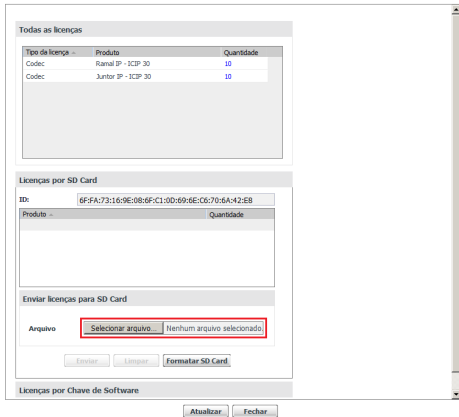 Todas as licenças
Tipo da licença Produto Quantidade
Codec Ramal IP - ICIP 30 10
Codec Juntor IP - ICIP 30 10
Licenças por SD Card
ID: 6F:FA:73:16:9E:08:6F:C1:0D:69:6E:C6:70:6A:42:E8
Produto Quantidade
Enviar licenças para SD Card
Arquivo Selecionar arquivo... Nenhum arquivo selecionado.
Enviar Limpar Formatar SD Card
Licenças por Chave de Software
Atualizar Fechar